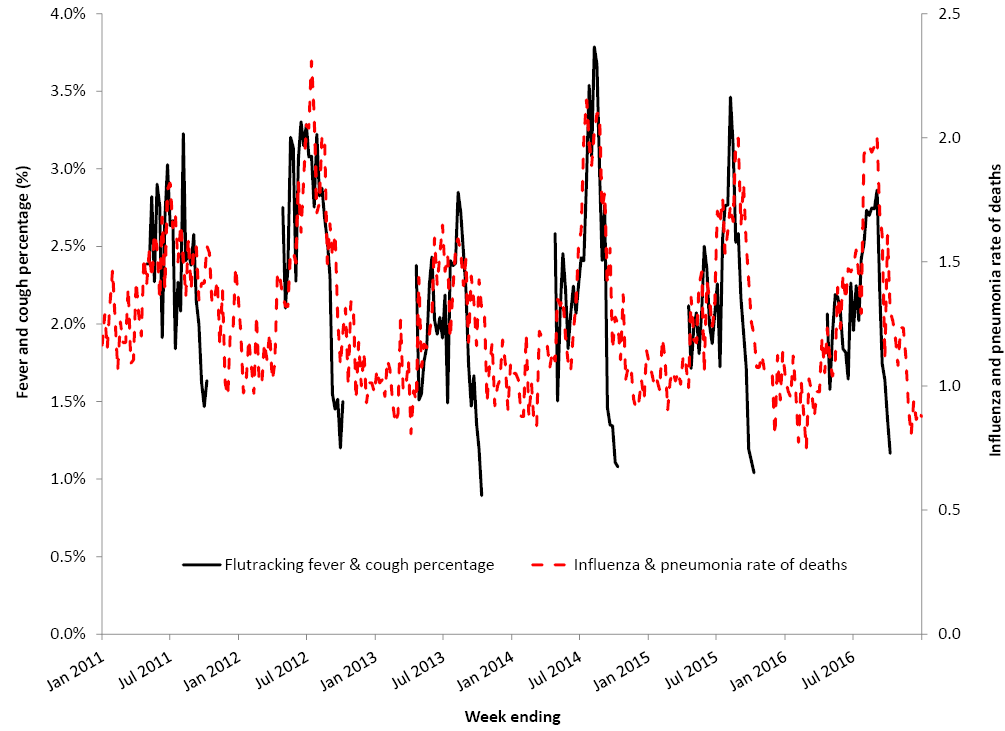 4.0%
3.5%
3.0%
2.5%
2.0%
1.5%
1.0%
0.5%
0.0%
Fever and cough percentage (%)
2.5
2.0
1.5
1.0
0.5
0.0
Influenza and pneumonia rate of deaths
Flutracking fever & cough percentage
Influenza & pneumonia rate of deaths
Jan 2011
Jul 2011
Jan 2012
Jul 2012
Jan 2013
Jul 2013
Jan 2014
Jul 2014
Jan 2015
Jul 2015
Jan 2016
Jul 2016
Week ending